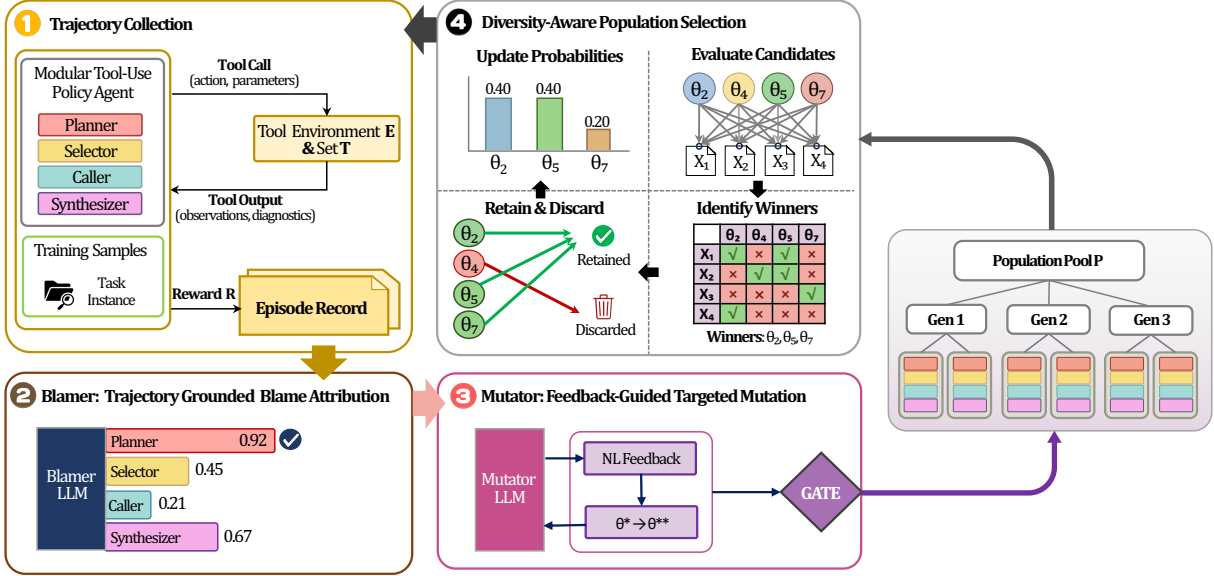 1 Trajectory Collection
Modular Tool-Use
Policy Agent
Planner
Selector
Caller
Synthesizer
Tool Call
(action, parameters)
Tool Environment E
& Set T
Tool Output
(observations, diagnostics)
Training Samples
Task
Instance
Reward R
Episode Record
4 Diversity-Aware Population Selection
Update Probabilities
0.40 0.40 0.20
θ2 θ5 θ7
Evaluate Candidates
θ2 θ4 θ5 θ7
X1 X2 X3 X4
Retain & Discard
θ2
θ4
θ5
θ7
Retained
Discarded
Identify Winners
θ2 θ4 θ5 θ7
X1 √ × √ ×
X2 × √ √ ×
X3 × × × √
X4 √ × × ×
Winners: θ2, θ5, θ7
Population Pool P
Gen 1 Gen 2 Gen 3
2 Blamer: Trajectory Grounded Blame Attribution
Blamer
LLM
Planner 0.92
Selector 0.45
Caller 0.21
Synthesizer 0.67
3 Mutator: Feedback-Guided Targeted Mutation
Mutator
LLM
NL Feedback
θ* → θ**
GATE